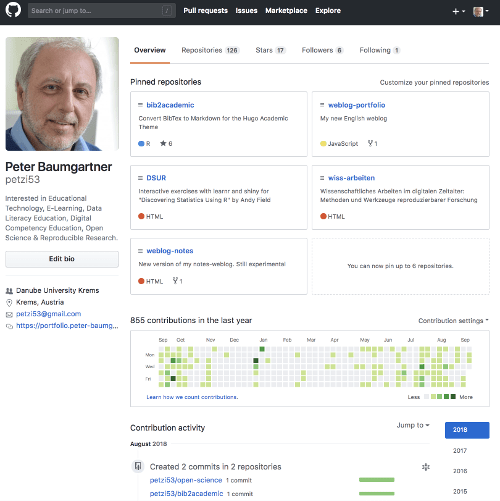 Search or jump to...
/
Pull requests Issues Marketplace Explore
Overview Repositories 126 Stars 17 Followers 6 Following 1
Pinned repositories
Customize your pinned repositories
bib2academic
Convert BibTex to Markdown for the Hugo Academic
Theme
R 6
weblog-portfolio
My new English weblog
JavaScript 1
DSUR
Interactive exercises with learnr and shiny for
"Discovering Statistics Using R" by Andy Field
HTML
wiss-arbeiten
Wissenschaftliches Arbeiten im digitalen Zeitalter:
Methoden und Werkzeuge reproduzierbarer Forschung
HTML
weblog-notes
New version of my notes-weblog. Still experimental
HTML 1
You can now pin up to 6 repositories.
Peter Baumgartner
petzi53
Interested in Educational
Technology, E-Learning, Data
Literacy Education, Digital
Competency Education, Open
Science & Reproducible Research.
Edit bio
Danube University Krems
Krems, Austria
petzi53@gmail.com
https://portfolio.peter-baumg...
855 contributions in the last year
Contribution settings
Sep Oct Nov Dec Jan Feb Mar Apr May Jun Jul Aug Sep
Mon
Wed
Fri
Learn how we count contributions.
Less More
Contribution activity
Jump to
2018
2017
2016
2015
August 2018
Created 2 commits in 2 repositories
petzi53/open-science 1 commit
petzi53/bib2academic 1 commit